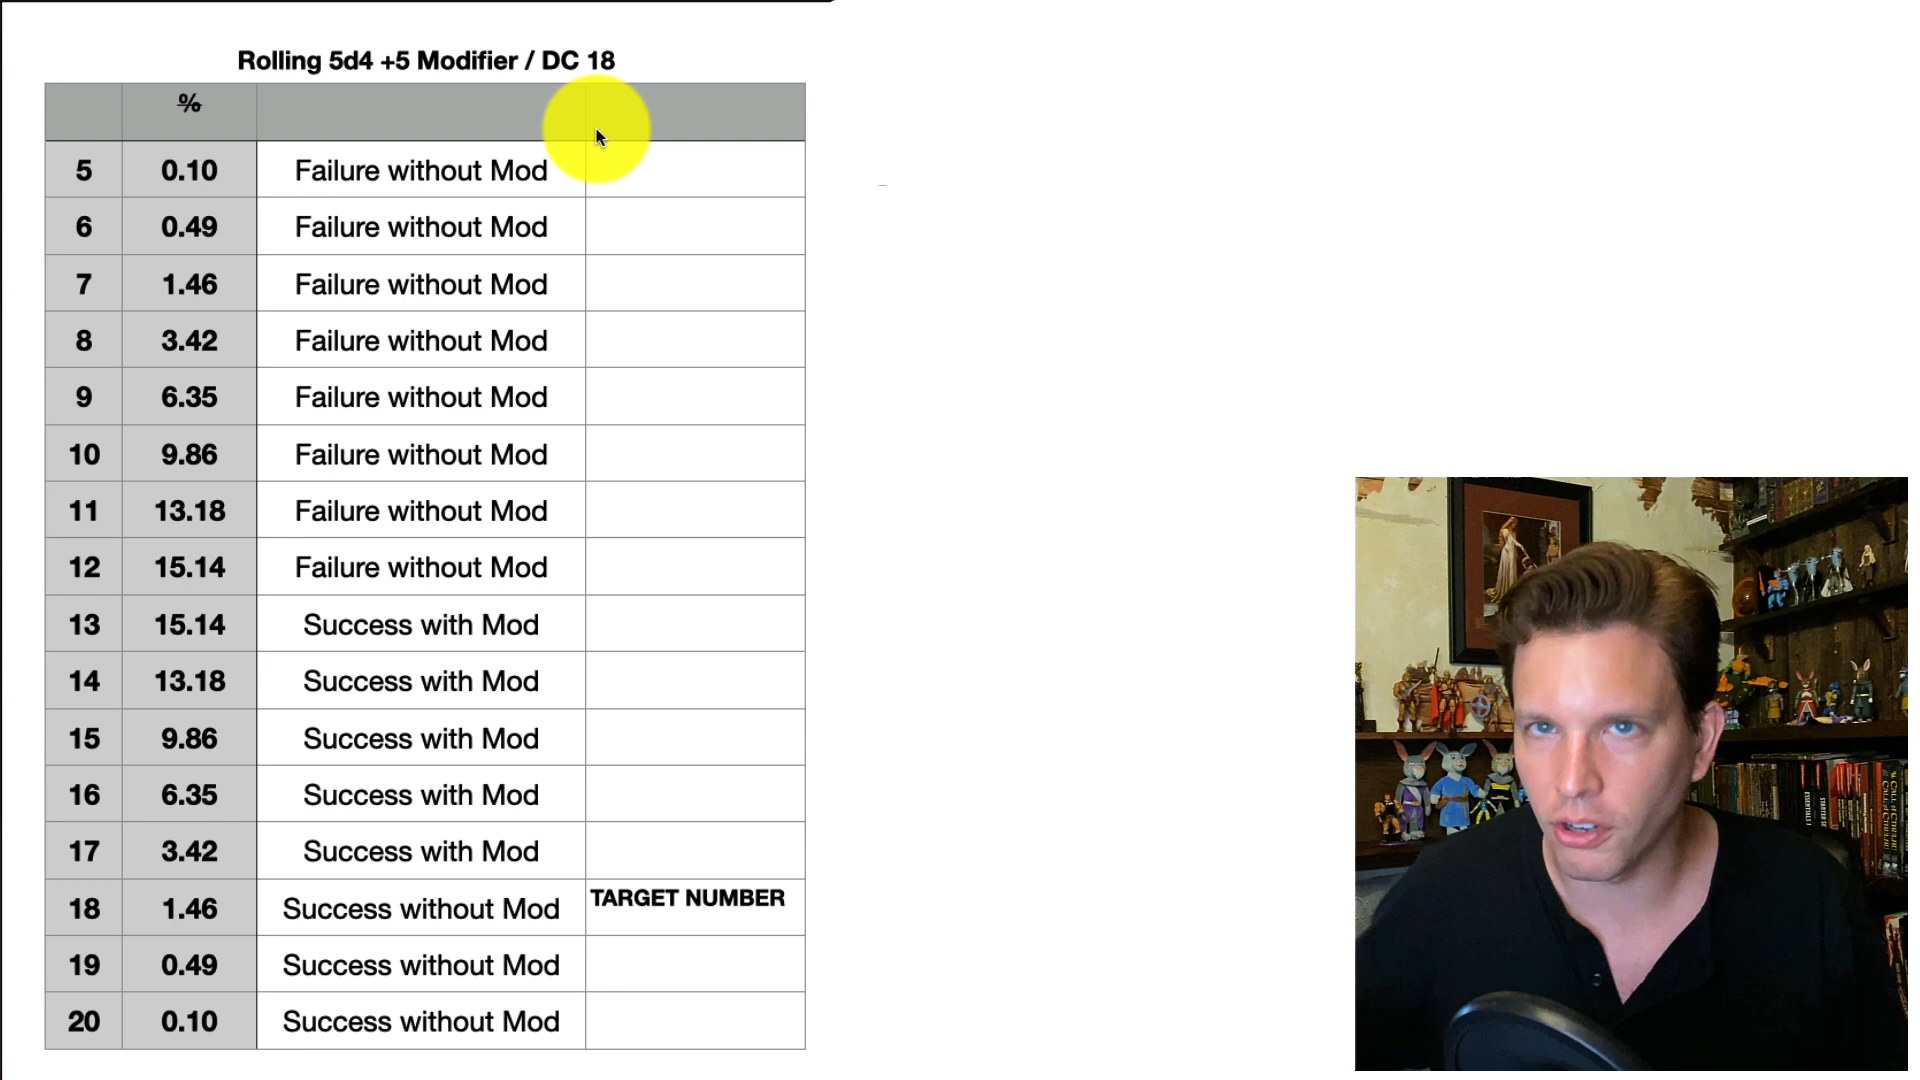 Rolling 5d4 +5 Modifier / DC 18
%
5 0.10 Failure without Mod
6 0.49 Failure without Mod
7 1.46 Failure without Mod
8 3.42 Failure without Mod
9 6.35 Failure without Mod
10 9.86 Failure without Mod
11 13.18 Failure without Mod
12 15.14 Failure without Mod
13 15.14 Success with Mod
14 13.18 Success with Mod
15 9.86 Success with Mod
16 6.35 Success with Mod
17 3.42 Success with Mod
18 1.46 Success without Mod TARGET NUMBER
19 0.49 Success without Mod
20 0.10 Success without Mod
CALL of CTHULHU